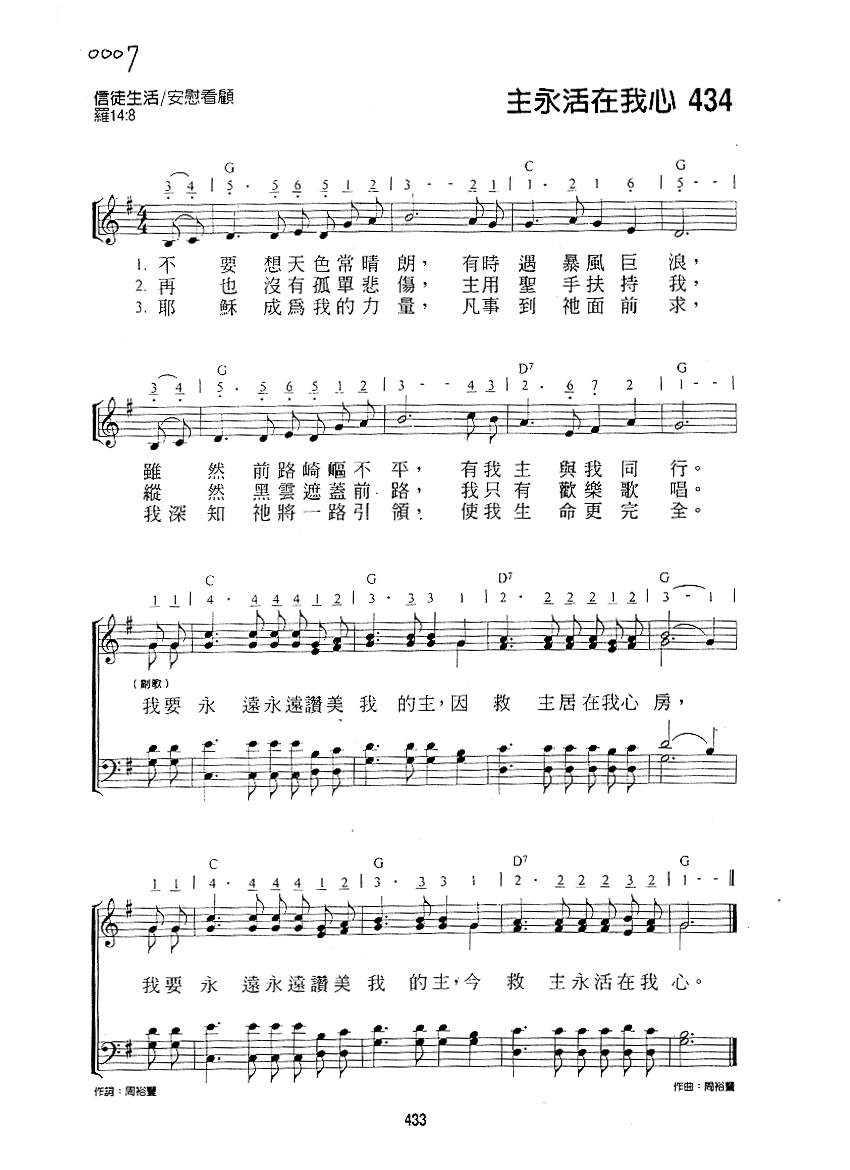 0007
信徒生活/安慰看顧
羅14:8
主永活在我心 434
G C G
3 4 | 5 · 5 6 5 1 2 | 3 - - 2 1 | 1 · 2 1 6 | 5 - - |
1. 不 要 想天色常晴朗， 有時遇 暴風巨 浪，
2. 再 也 沒有孤單悲傷， 主用聖 手扶持 我，
3. 耶 穌 成爲我的力量， 凡事到 祂面前 求，
G D7 G
3 4 | 5 · 5 6 5 1 2 | 3 - - 4 3 | 2 · 6 7 2 | 1 - - |
雖 然 前路崎嶇不平， 有我主 與我同 行。
縱 然 黑雲遮蓋前路， 我只有 歡樂歌 唱。
我深知 祂將一路引領， 使我生 命更完 全。
C G D7 G
1 1 | 4 · 4 4 4 1 2 | 3 · 3 3 1 | 2 · 2 2 2 1 2 | 3 - 1 |
（副歌）
我要 永 遠永遠讚美 我 的主，因 救 主居在我心 房，
C G D7 G
1 1 | 4 · 4 4 4 1 2 | 3 · 3 3 1 | 2 · 2 2 2 3 2 | 1 - - ||
我要 永 遠永遠讚美 我 的主，今 救 主永活在我 心。
作詞：周裕豐 作曲：周裕豐
433